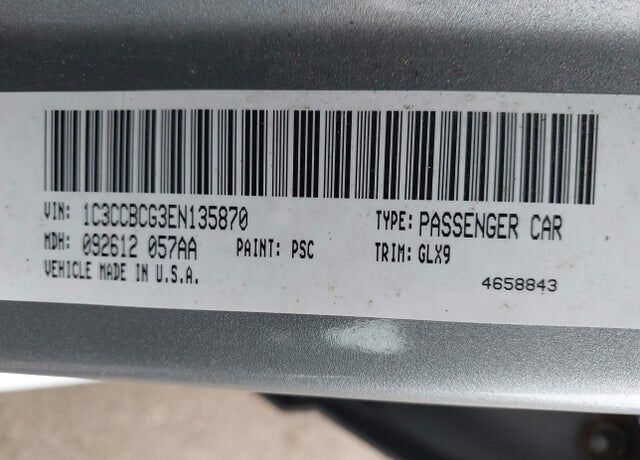 VIN: 1C3CCBCG3EN135870 TYPE: PASSENGER CAR
MDH: 092612 057AA PAINT: PSC TRIM: GLX9
VEHICLE MADE IN U.S.A. 4658843